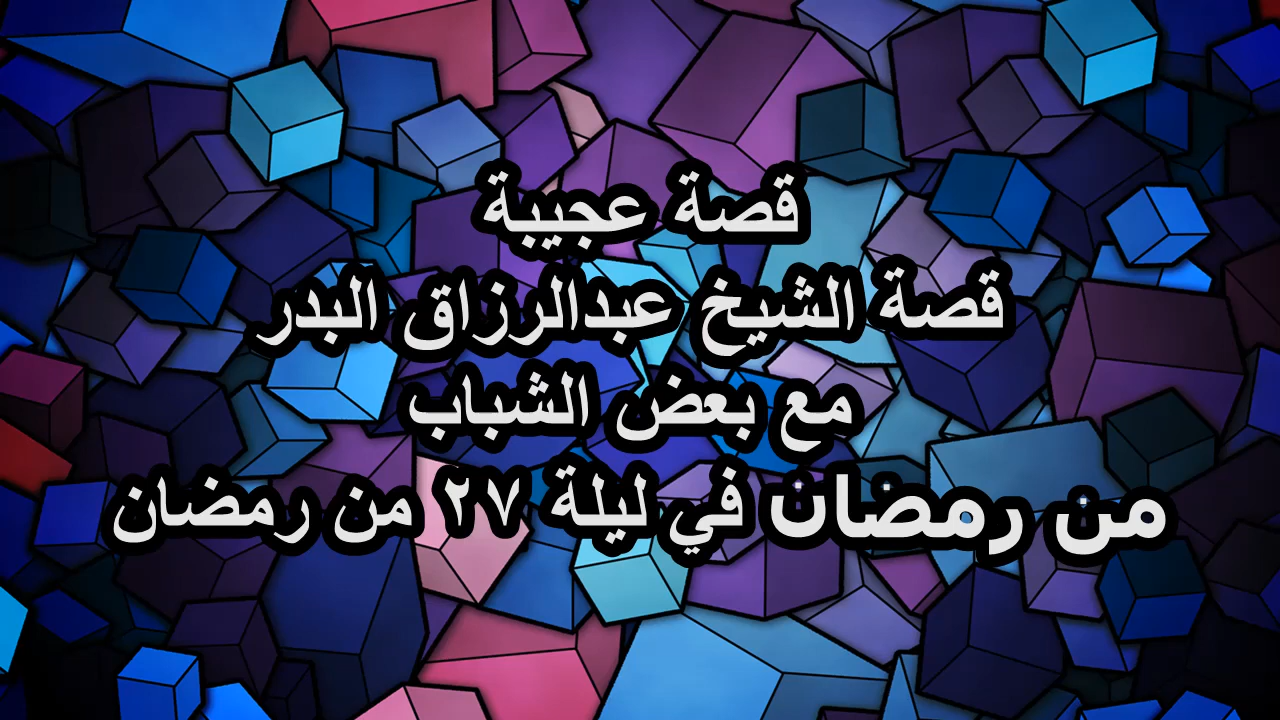 قصة عجيبة
قصة الشيخ عبدالرزاق البدر
مع بعض الشباب
من رمضان في ليلة ٢٧ من رمضان